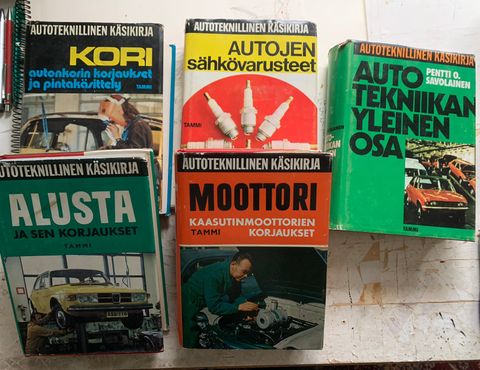 AUTOTEKNILLINEN KÄSIKIRJA
KORI
autonkorin korjaukset
ja pintakäsittely
TAMMI
AUTOTEKNILLINEN KÄSIKIRJA
AUTOJEN
sähkövarusteet
TAMMI
AUTOTEKNILLINEN KÄSIKIRJA
PENTTI O.
SAVOLAINEN
AUTO
TEKNIIKAN
YLEINEN
OSA
TAMMI
AUTOTEKNILLINEN KÄSIKIRJA
ALUSTA
JA SEN KORJAUKSET
TAMMI
AUTOTEKNILLINEN KÄSIKIRJA
MOOTTORI
KAASUTINMOOTTORIEN
KORJAUKSET
TAMMI